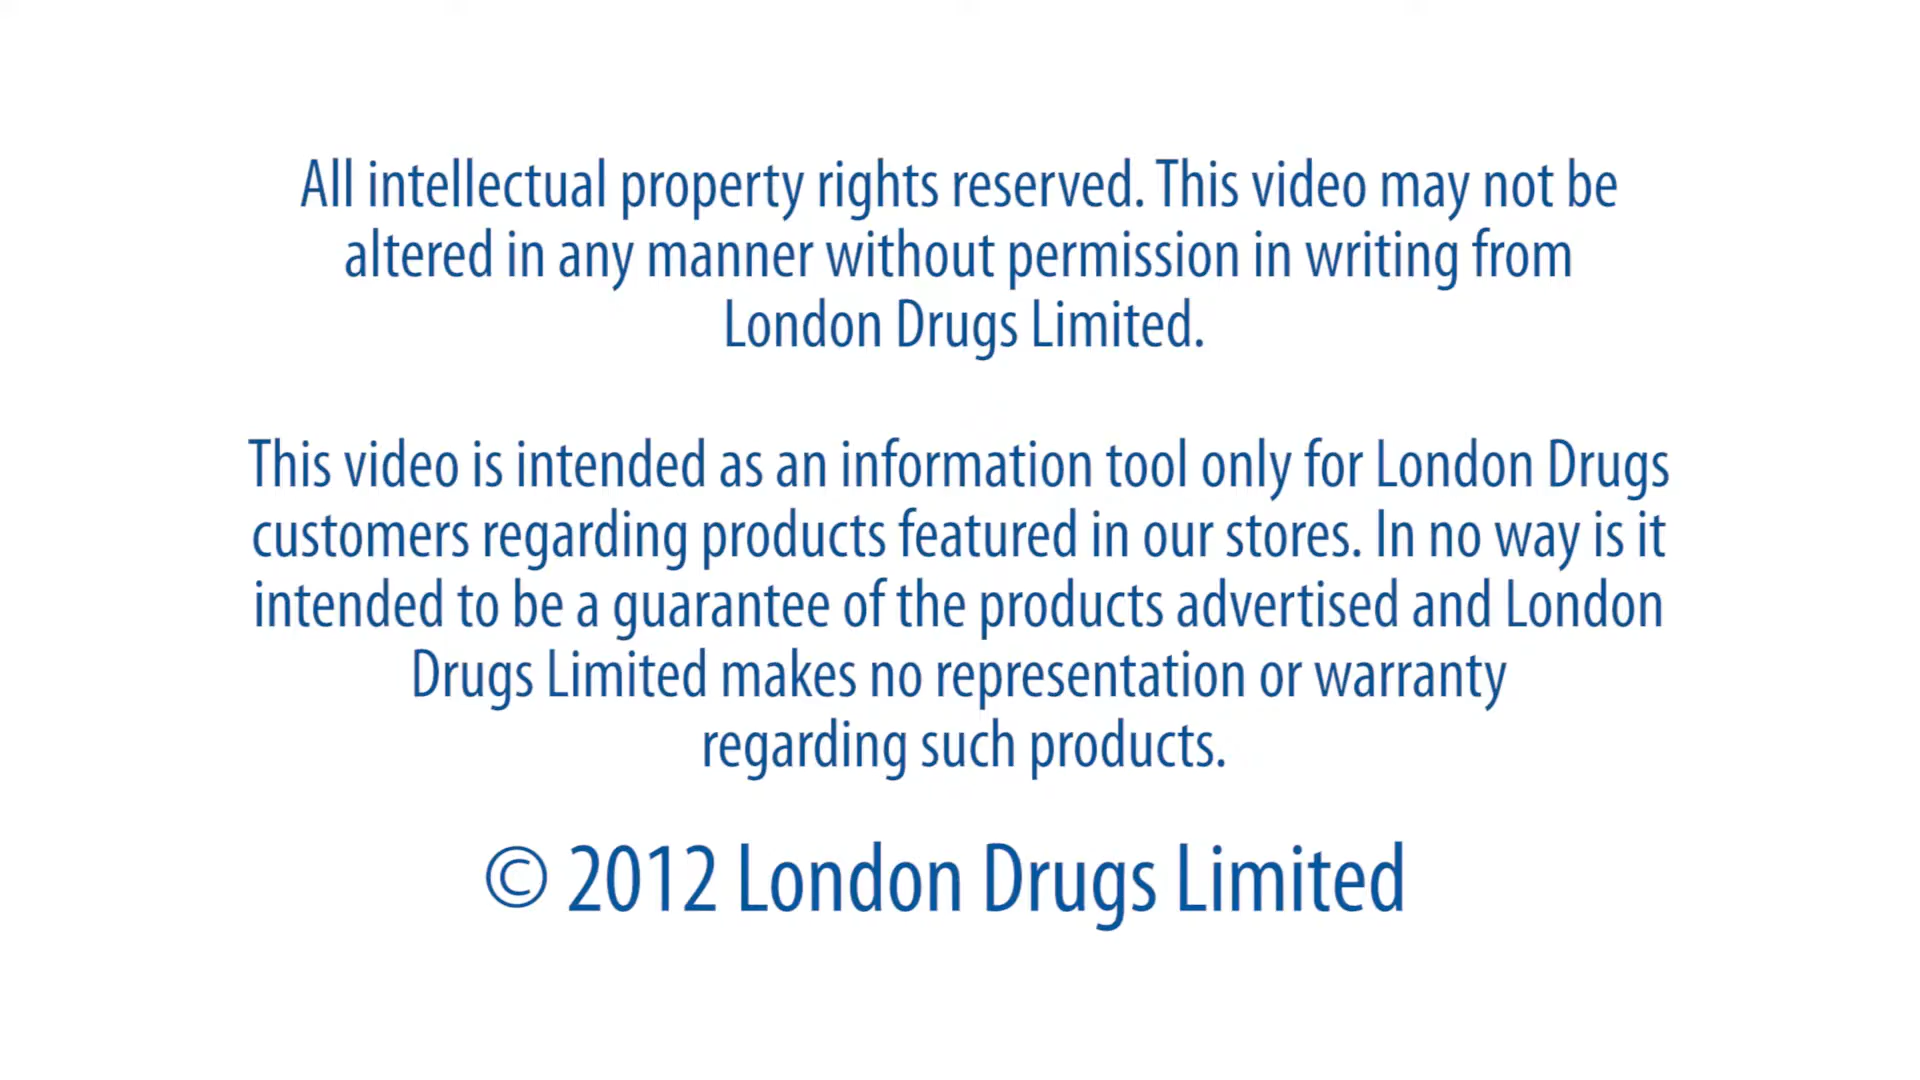 All intellectual property rights reserved. This video may not be
altered in any manner without permission in writing from
London Drugs Limited.
This video is intended as an information tool only for London Drugs
customers regarding products featured in our stores. In no way is it
intended to be a guarantee of the products advertised and London
Drugs Limited makes no representation or warranty
regarding such products.
© 2012 London Drugs Limited